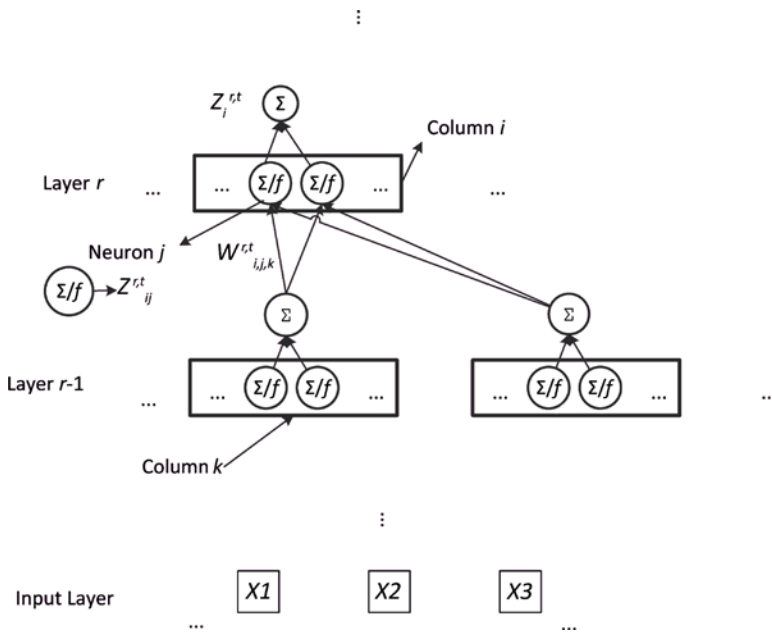 ⋮
Z_i^{r,t} Σ
Column i
Layer r ... ... Σ/f Σ/f ... ...
Neuron j W^{r,t}_{i,j,k}
Σ/f Z^{r,t}_{ij}
Σ Σ
Layer r-1 ... ... Σ/f Σ/f ... ... Σ/f Σ/f ... ..
Column k
⋮
Input Layer X1 X2 X3
... ...